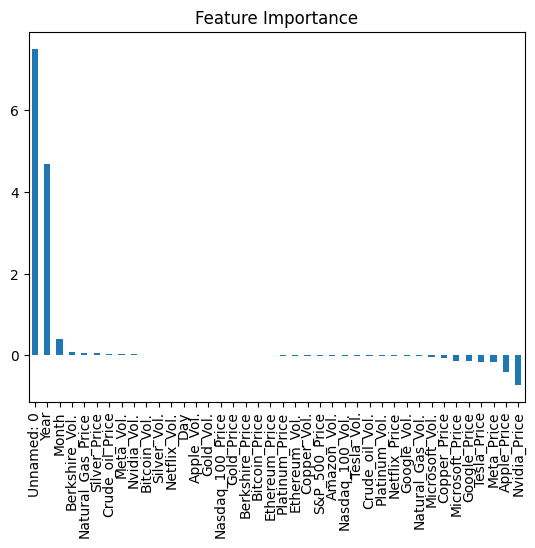 Feature Importance
6
4
2
0
Unnamed: 0
Year
Month
Berkshire_Vol.
Natural_Gas_Price
Silver_Price
Crude_oil_Price
Meta_Vol.
Nvidia_Vol.
Bitcoin_Vol.
Silver_Vol.
Netflix_Vol.
Day
Apple_Vol.
Gold_Vol.
Nasdaq_100_Price
Gold_Price
Berkshire_Price
Bitcoin_Price
Ethereum_Price
Platinum_Price
Ethereum_Vol.
Copper_Vol.
S&P_500_Price
Amazon_Vol.
Nasdaq_100_Vol.
Tesla_Vol.
Crude_oil_Vol.
Platinum_Vol.
Netflix_Price
Google_Vol.
Natural_Gas_Vol.
Microsoft_Vol.
Copper_Price
Microsoft_Price
Google_Price
Tesla_Price
Meta_Price
Apple_Price
Nvidia_Price